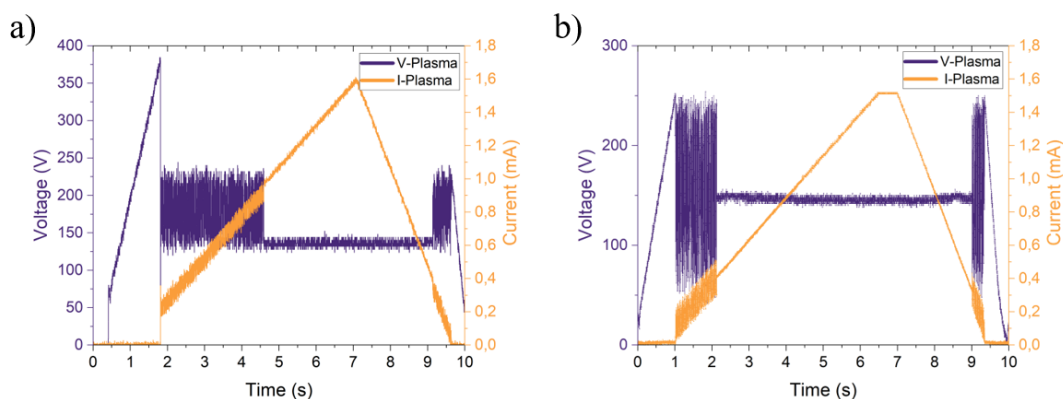 a)
400
350
300
250
200
150
100
50
0
Voltage (V)
V-Plasma
I-Plasma
1,8
1,6
1,4
1,2
1,0
0,8
0,6
0,4
0,2
0,0
Current (mA)
0 1 2 3 4 5 6 7 8 9 10
Time (s)
b)
300
200
100
0
Voltage (V)
V-Plasma
I-Plasma
1,8
1,6
1,4
1,2
1,0
0,8
0,6
0,4
0,2
0,0
Current (mA)
0 1 2 3 4 5 6 7 8 9 10
Time (s)